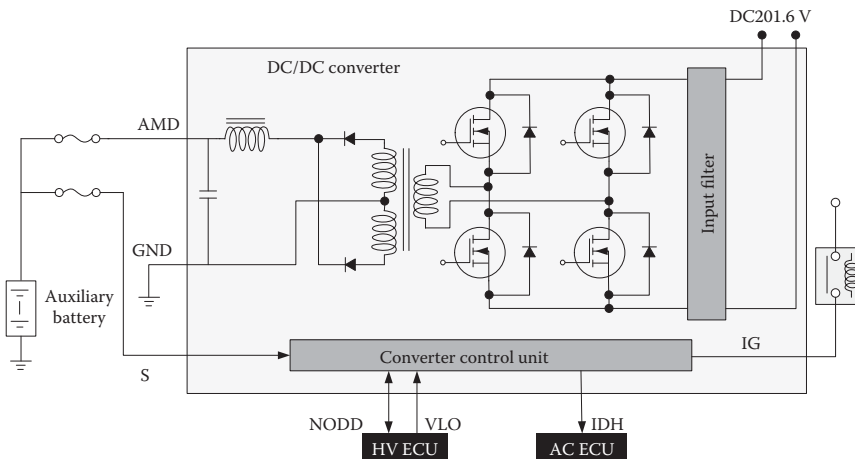 DC201.6 V
DC/DC converter
AMD
Input filter
GND
Auxiliary
battery
Converter control unit
IG
S
NODD
VLO
IDH
HV ECU
AC ECU